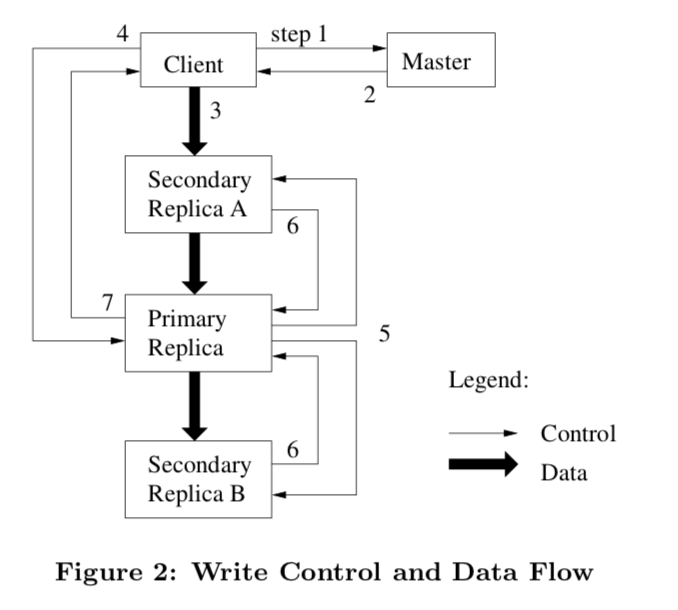 4
step 1
Client
Master
2
3
Secondary
Replica A
6
7
Primary
Replica
5
Legend:
6
Control
Secondary
Replica B
Data
Figure 2: Write Control and Data Flow